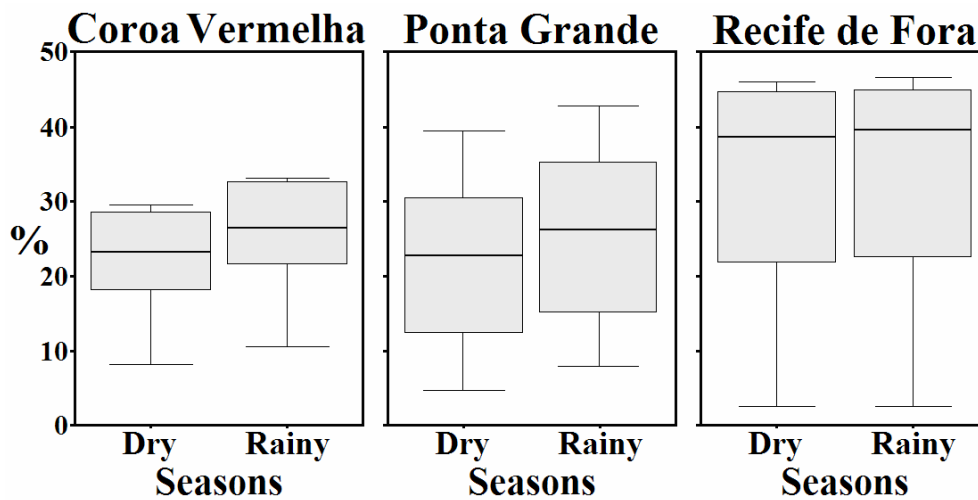 Coroa Vermelha Ponta Grande Recife de Fora
50
40
30
%
20
10
0
Dry Rainy Dry Rainy Dry Rainy
Seasons Seasons Seasons